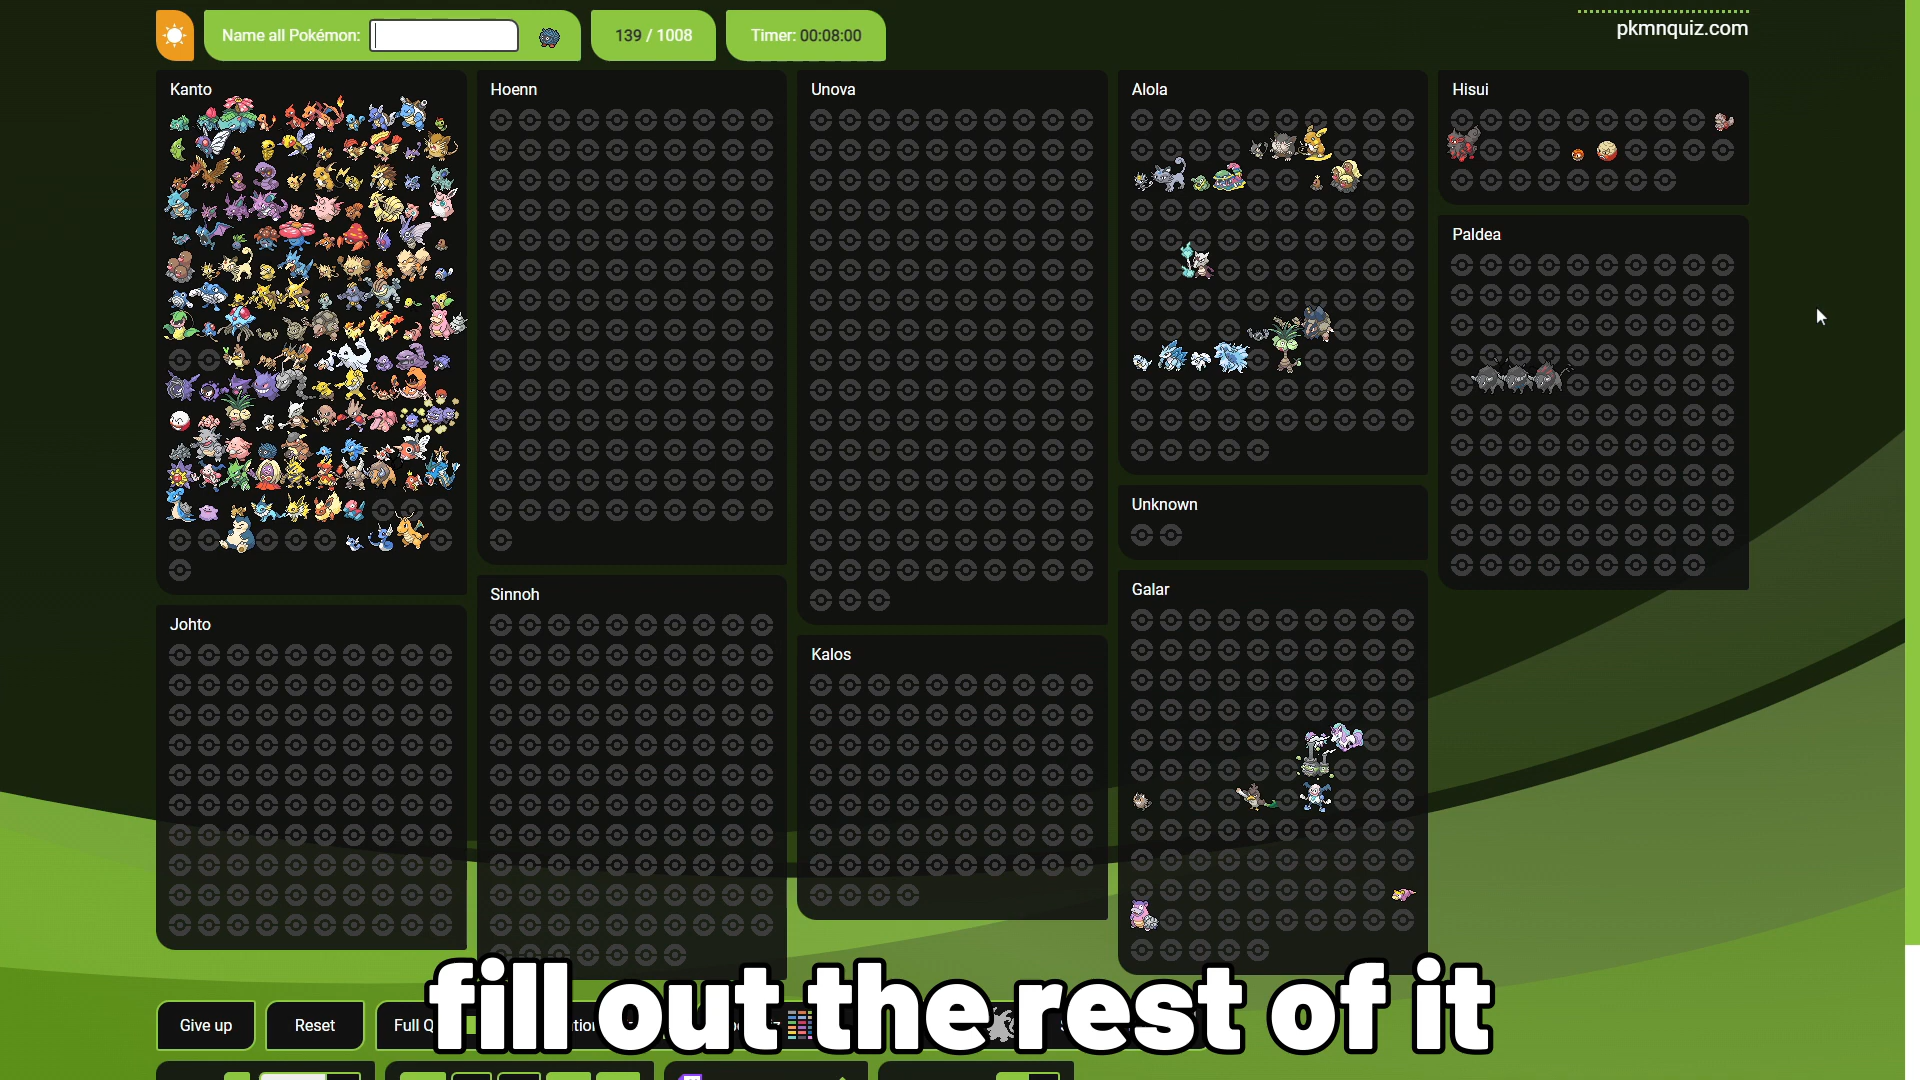 Name all Pokémon:
139 / 1008
Timer: 00:08:00
pkmnquiz.com
Kanto
Hoenn
Unova
Alola
Hisui
Paldea
Unknown
Galar
Sinnoh
Johto
Kalos
Give up
Reset
Full Q
fill out the rest of it